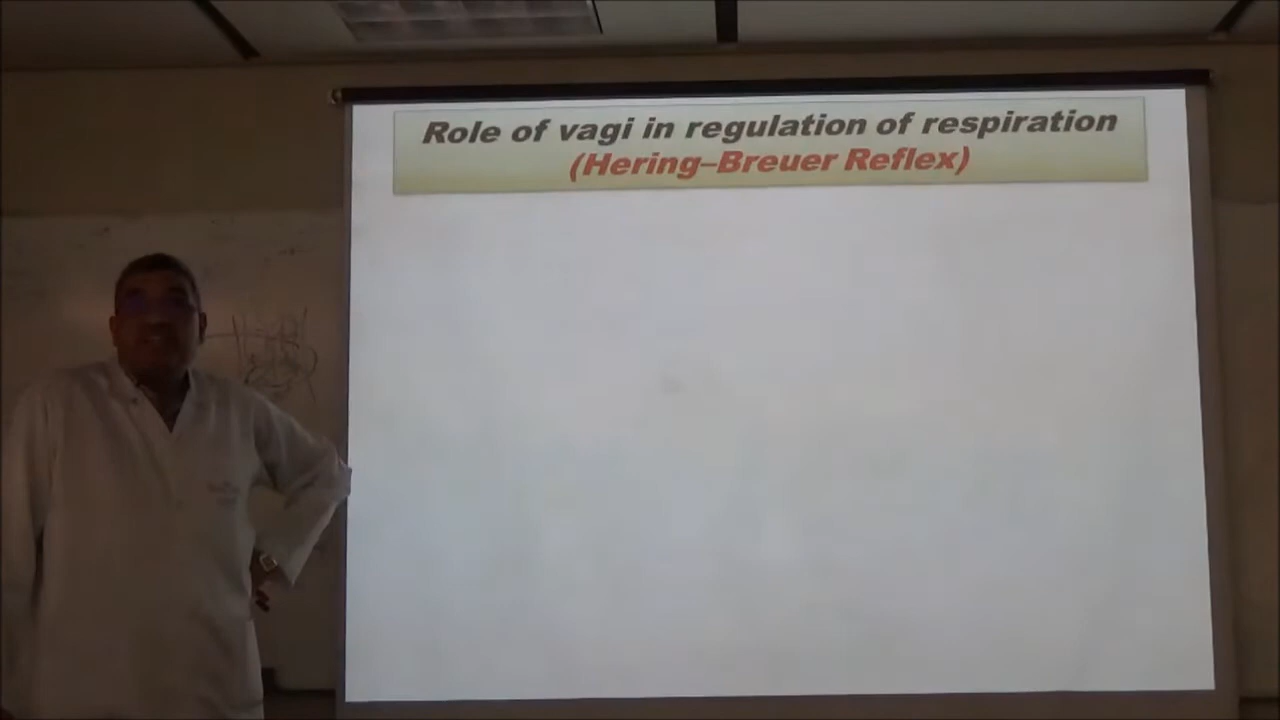 Role of vagi in regulation of respiration
(Hering–Breuer Reflex)